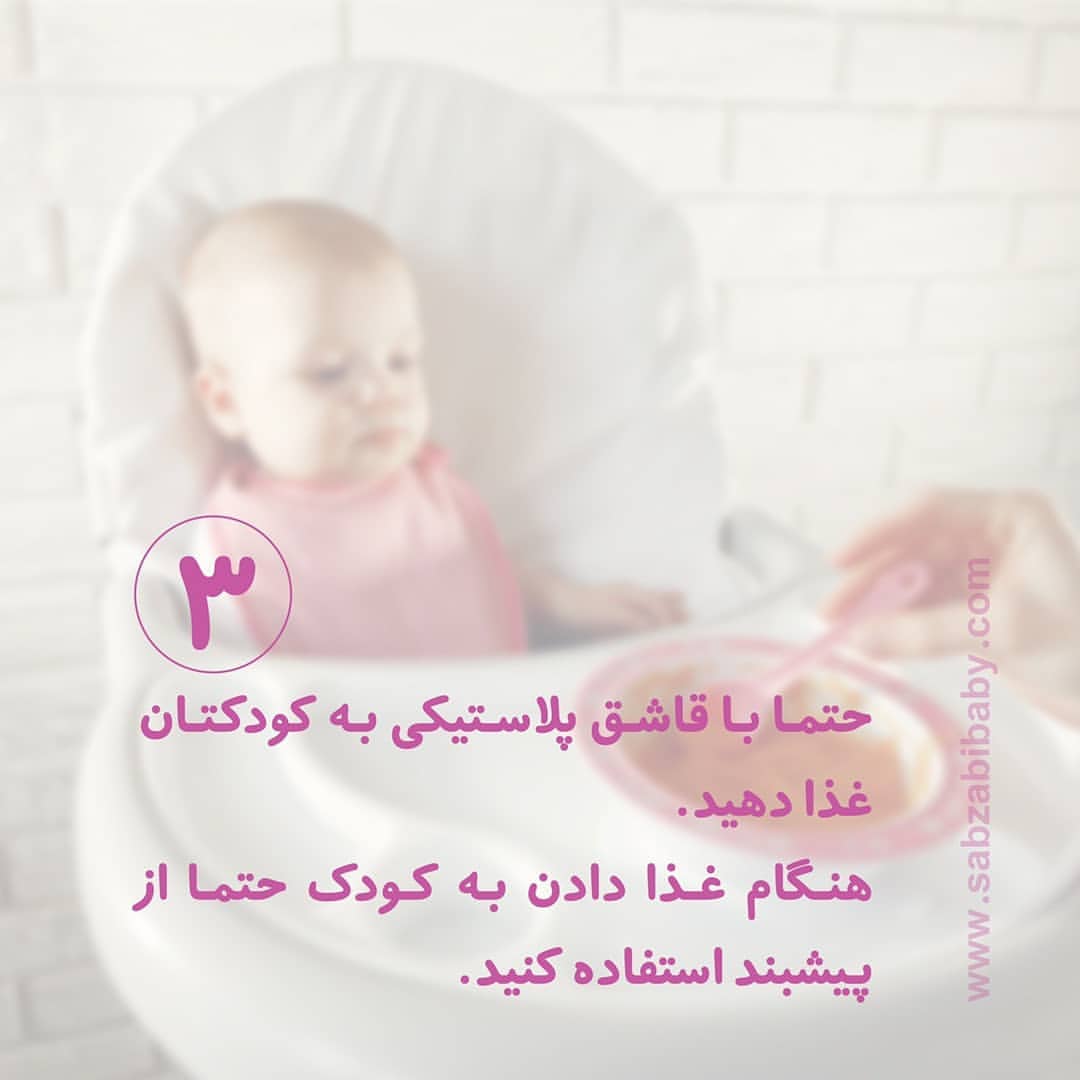 ۳
حتما با قاشق پلاستیکی به کودکتان
غذا دهید.
هنگام غذا دادن به کودک حتما از
پیشبند استفاده کنید.
www.sabzabibaby.com